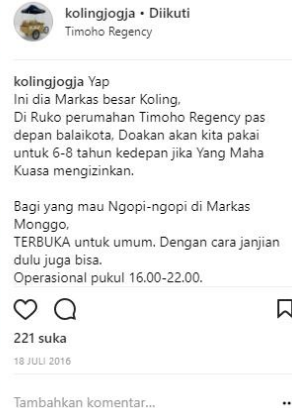 kolingjogja • Diikuti
Timoho Regency
kolingjogja Yap
Ini dia Markas besar Koling,
Di Ruko perumahan Timoho Regency pas
depan balaikota, Doakan akan kita pakai
untuk 6-8 tahun kedepan jika Yang Maha
Kuasa mengizinkan.
Bagi yang mau Ngopi-ngopi di Markas
Monggo,
TERBUKA untuk umum. Dengan cara janjian
dulu juga bisa.
Operasional pukul 16.00-22.00.
221 suka
18 JULI 2016
Tambahkan komentar...